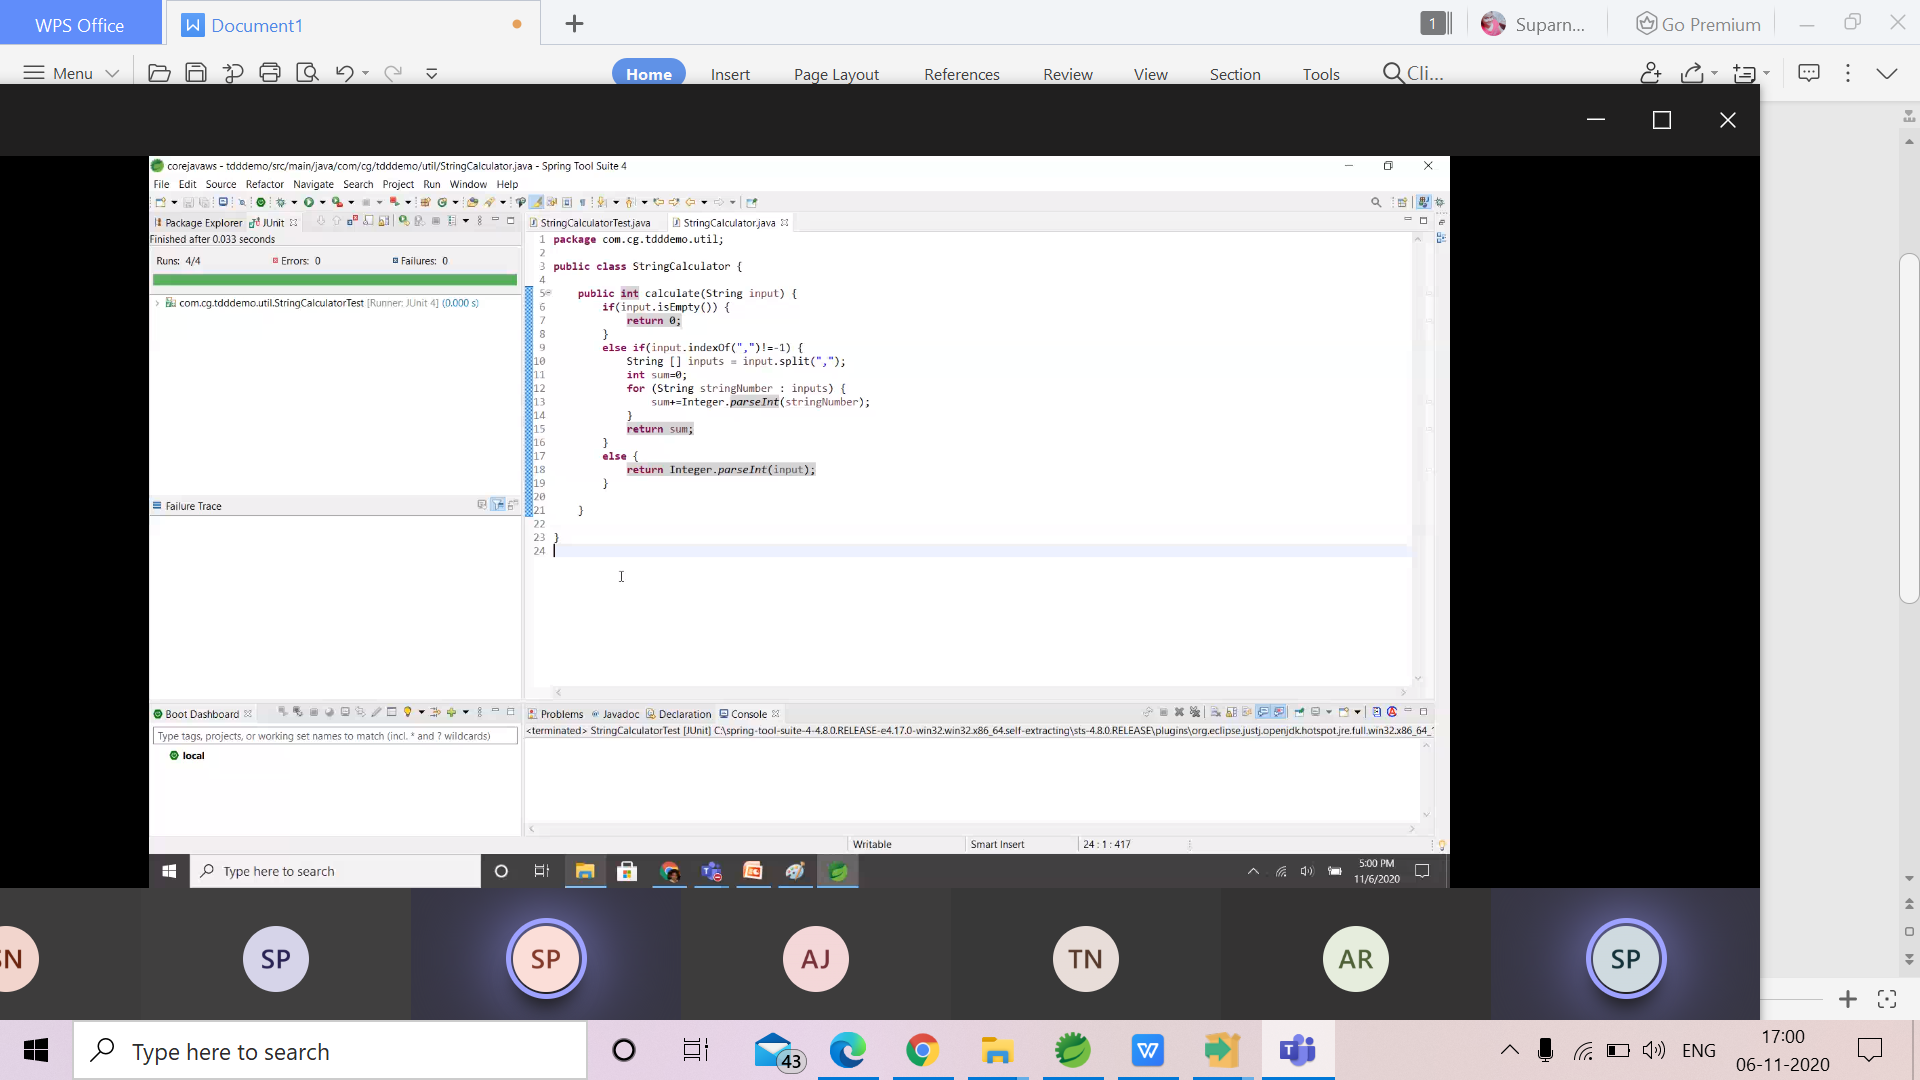 WPS Office
Document1
1
Suparn...
Go Premium
Menu
Home
Insert
Page Layout
References
Review
View
Section
Tools
Cli...
corejavaws - tdddemo/src/main/java/com/cg/tdddemo/util/StringCalculator.java - Spring Tool Suite 4
File Edit Source Refactor Navigate Search Project Run Window Help
Package Explorer JUnit
Finished after 0.033 seconds
Runs: 4/4 Errors: 0 Failures: 0
com.cg.tdddemo.util.StringCalculatorTest [Runner: JUnit 4] (0.000 s)
Failure Trace
StringCalculatorTest.java StringCalculator.java
1 package com.cg.tdddemo.util;
2
3 public class StringCalculator {
4
5 public int calculate(String input) {
6 if(input.isEmpty()) {
7 return 0;
8 }
9 else if(input.indexOf(",")!=-1) {
10 String [] inputs = input.split(",");
11 int sum=0;
12 for (String stringNumber : inputs) {
13 sum+=Integer.parseInt(stringNumber);
14 }
15 return sum;
16 }
17 else {
18 return Integer.parseInt(input);
19 }
20
21 }
22
23 }
24
Boot Dashboard
Type tags, projects, or working set names to match (incl. * and ? wildcards)
local
Problems Javadoc Declaration Console
<terminated> StringCalculatorTest [JUnit] C:\spring-tool-suite-4-4.8.0.RELEASE-e4.17.0-win32.win32.x86_64.self-extracting\sts-4.8.0.RELEASE\plugins\org.eclipse.justj.openjdk.hotspot.jre.full.win32.x86_64_
Writable
Smart Insert
24 : 1 : 417
Type here to search
5:00 PM
11/6/2020
SN
SP
SP
AJ
TN
AR
SP
Type here to search
43
ENG
17:00
06-11-2020